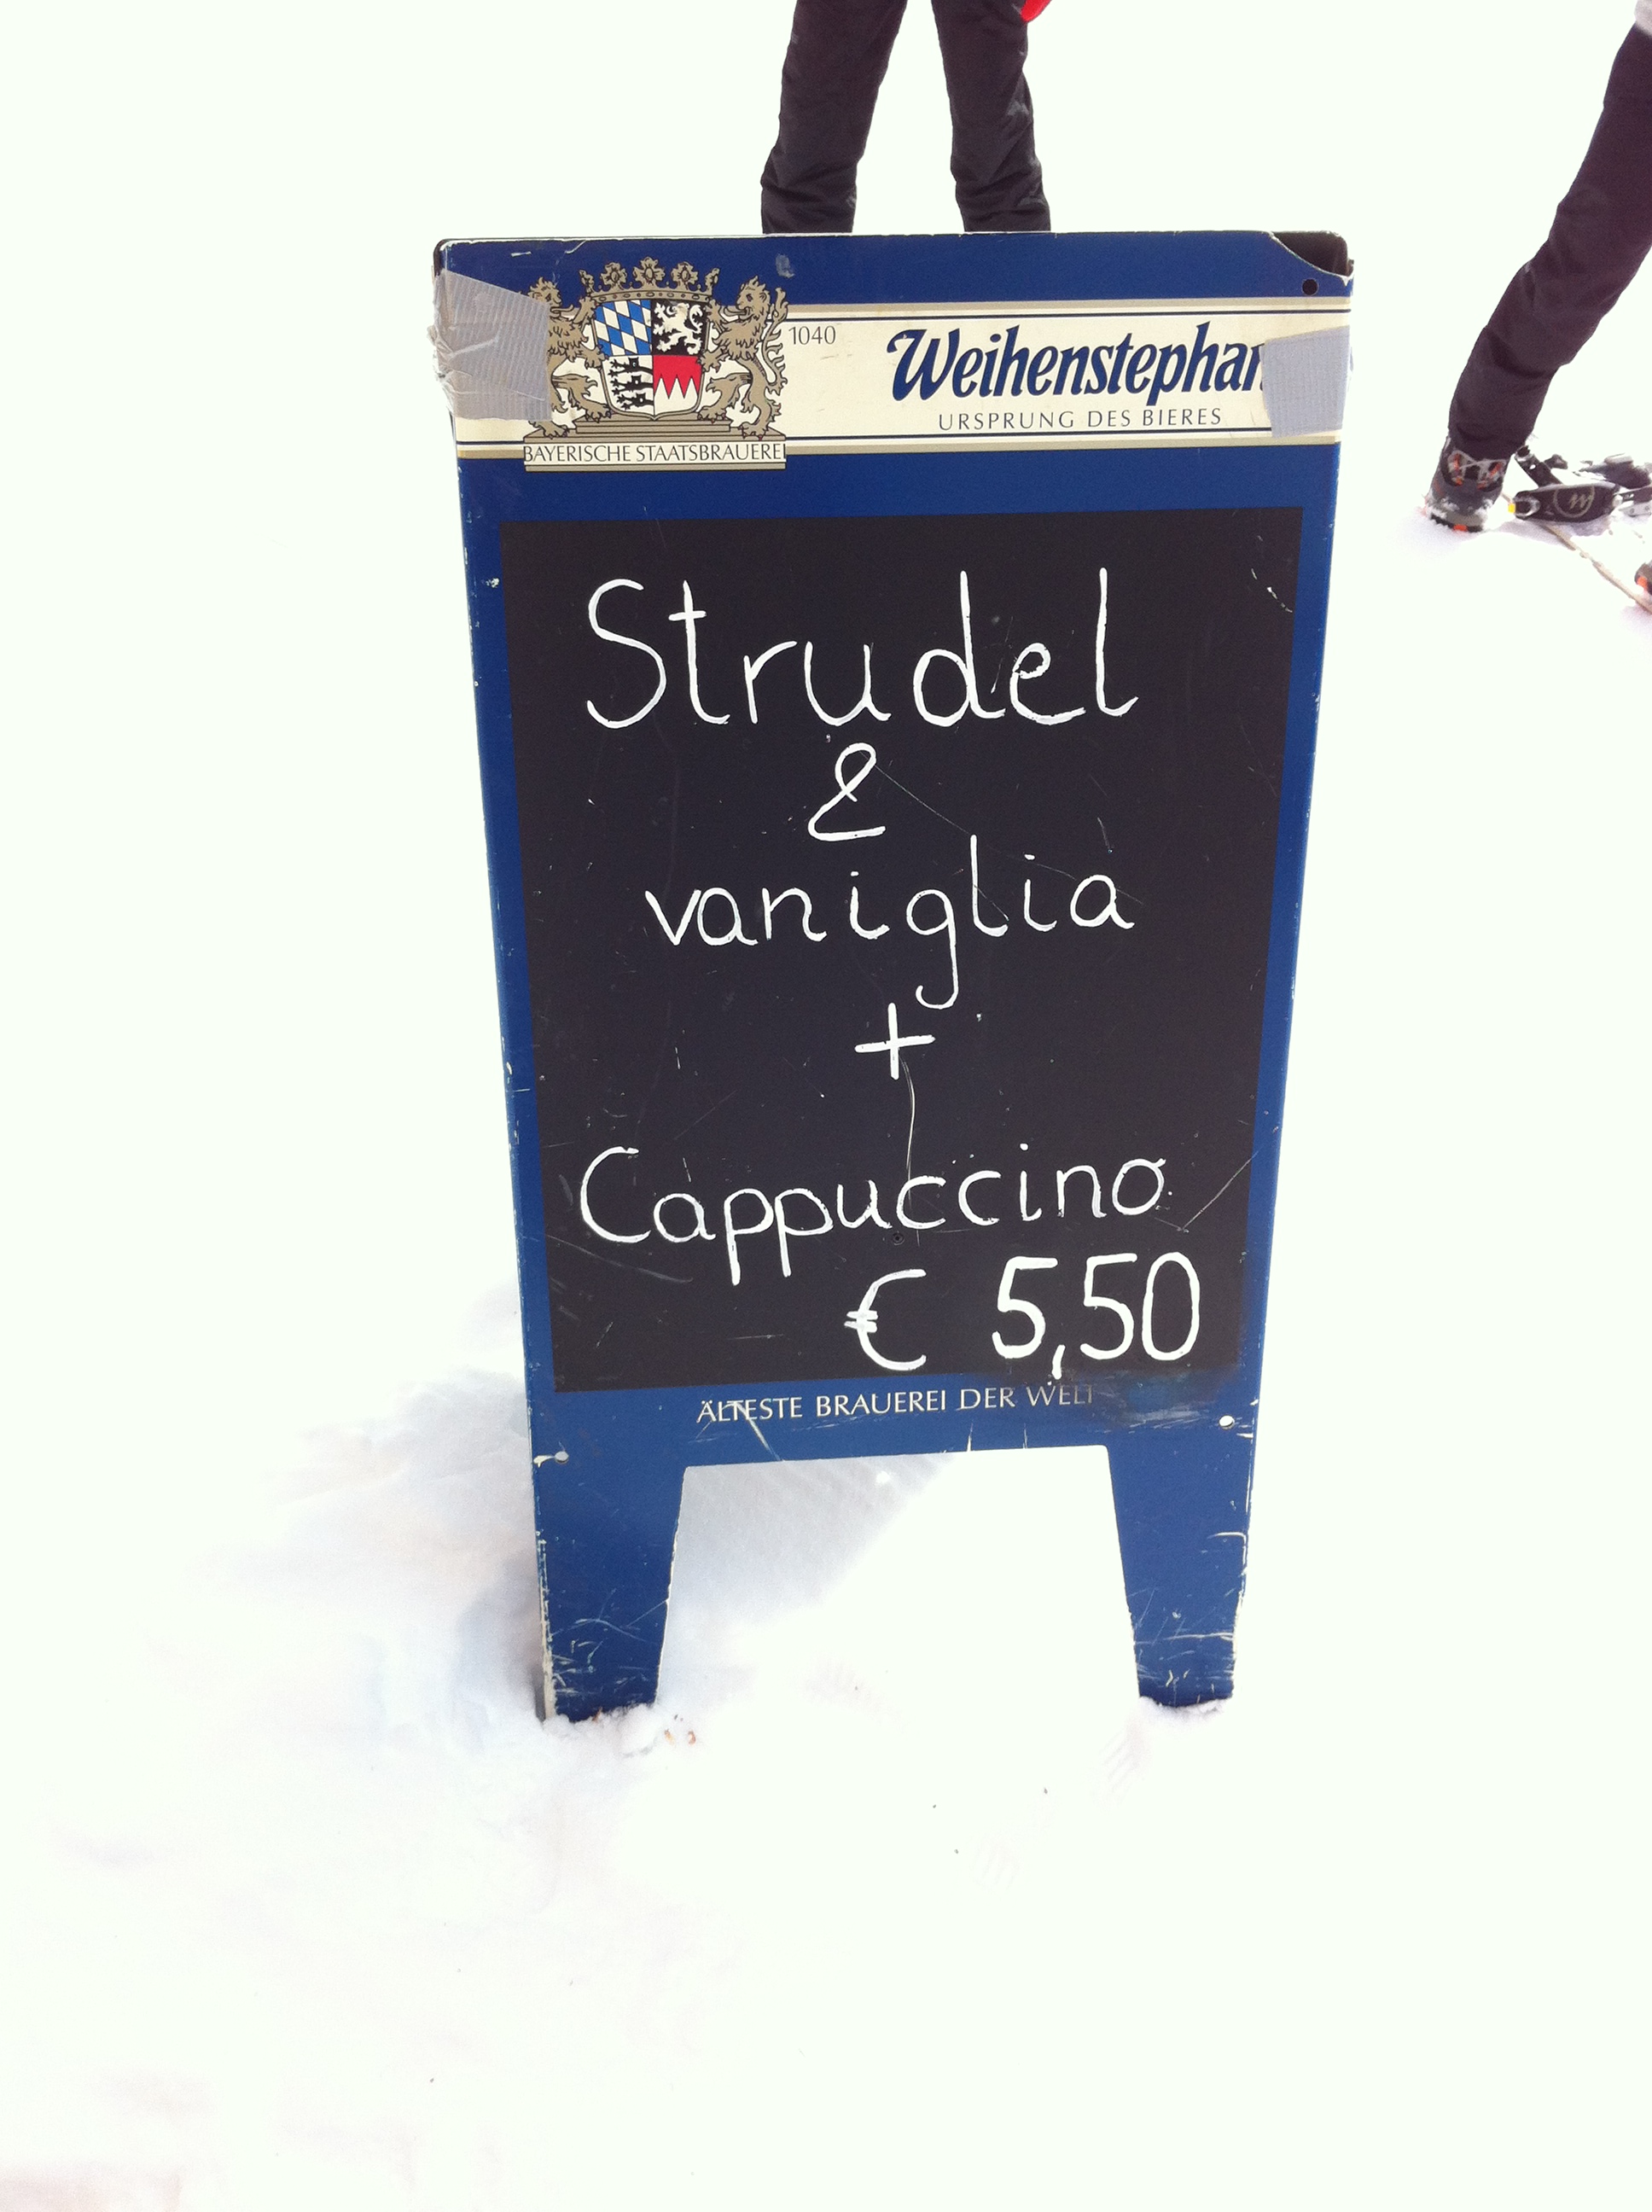 1040
Weihenstephan
URSPRUNG DES BIERES
BAYERISCHE STAATSBRAUEREI
Strudel
&
vaniglia
+
Cappuccino
€ 5,50
ÄLTESTE BRAUEREI DER WELT